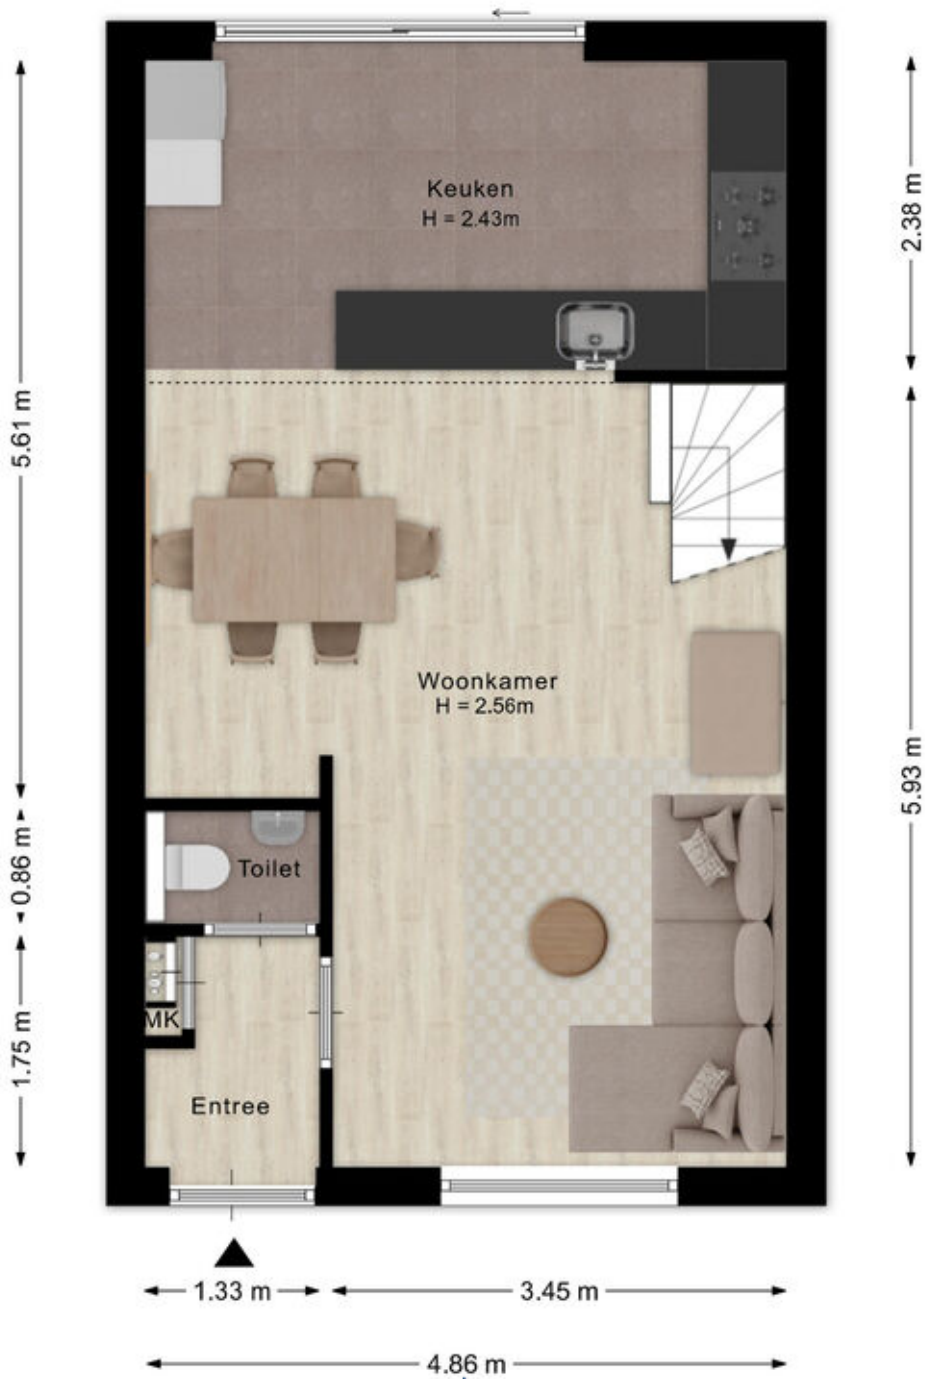 Keuken
H = 2.43m
2.38 m
5.61 m
Woonkamer
H = 2.56m
5.93 m
0.86 m
Toilet
1.75 m
MK
Entree
1.33 m
3.45 m
4.86 m